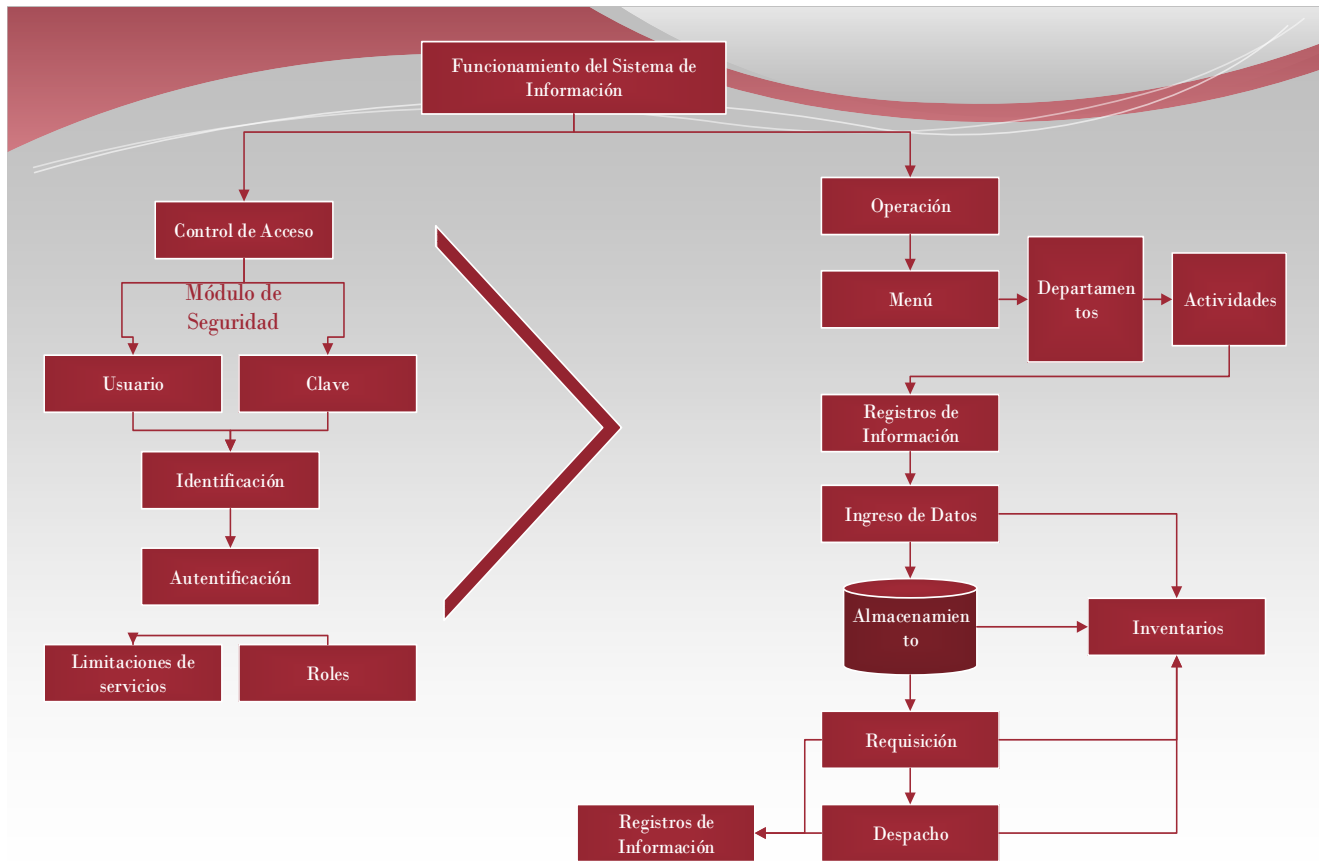 Funcionamiento del Sistema de
Información
Control de Acceso
Módulo de
Seguridad
Usuario
Clave
Identificación
Autentificación
Limitaciones de
servicios
Roles
Operación
Menú
Departamen
tos
Actividades
Registros de
Información
Ingreso de Datos
Almacenamien
to
Inventarios
Requisición
Despacho
Registros de
Información